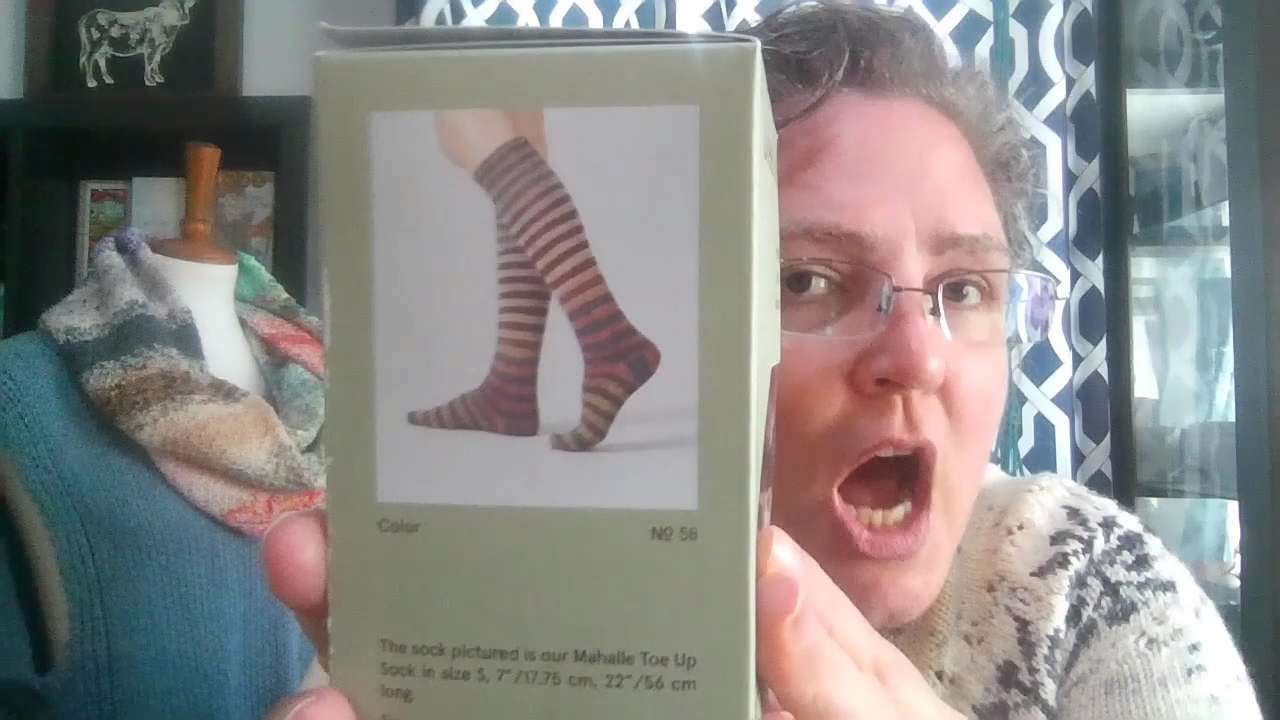 Color
Nº 58
The sock pictured is our Mahalle Toe Up
Sock in size S, 7"/17.75 cm, 22"/56 cm
long.